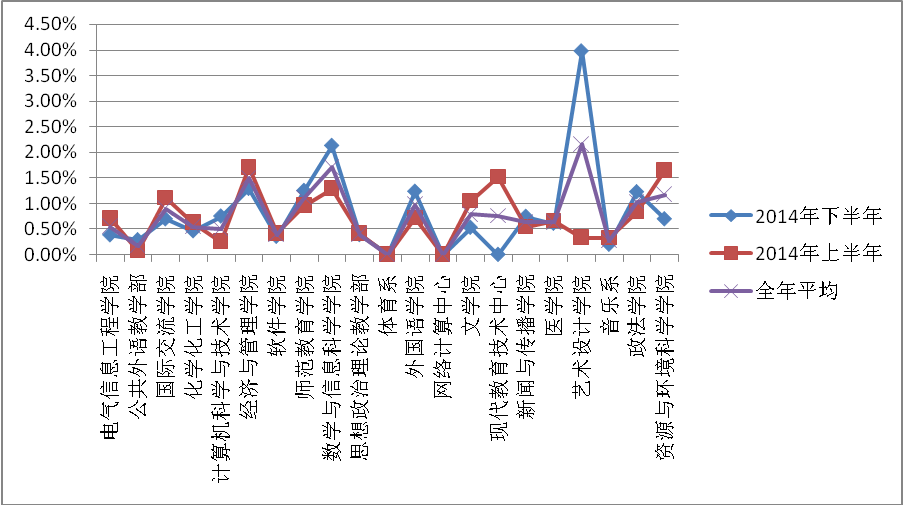 4.50%
4.00%
3.50%
3.00%
2.50%
2.00%
1.50%
1.00%
0.50%
0.00%
电气信息工程学院
公共外语教学部
国际交流学院
化学化工学院
计算机科学与技术学院
经济与管理学院
软件学院
师范教育学院
数学与信息科学学院
思想政治理论教学部
体育系
外国语学院
网络计算中心
文学院
现代教育技术中心
新闻与传播学院
医学院
艺术设计学院
音乐系
政法学院
资源与环境科学学院
2014年下半年
2014年上半年
全年平均